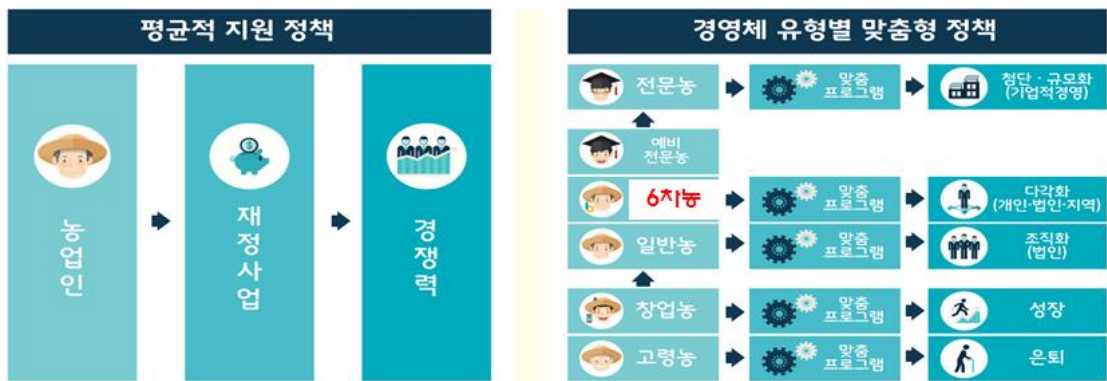 평균적 지원 정책
농업인
재정사업
경쟁력
경영체 유형별 맞춤형 정책
전문농
맞춤
프로그램
첨단·규모화
(기업적경영)
예비
전문농
6차농
맞춤
프로그램
다각화
(개인·법인·지역)
일반농
맞춤
프로그램
조직화
(법인)
창업농
맞춤
프로그램
성장
고령농
맞춤
프로그램
은퇴